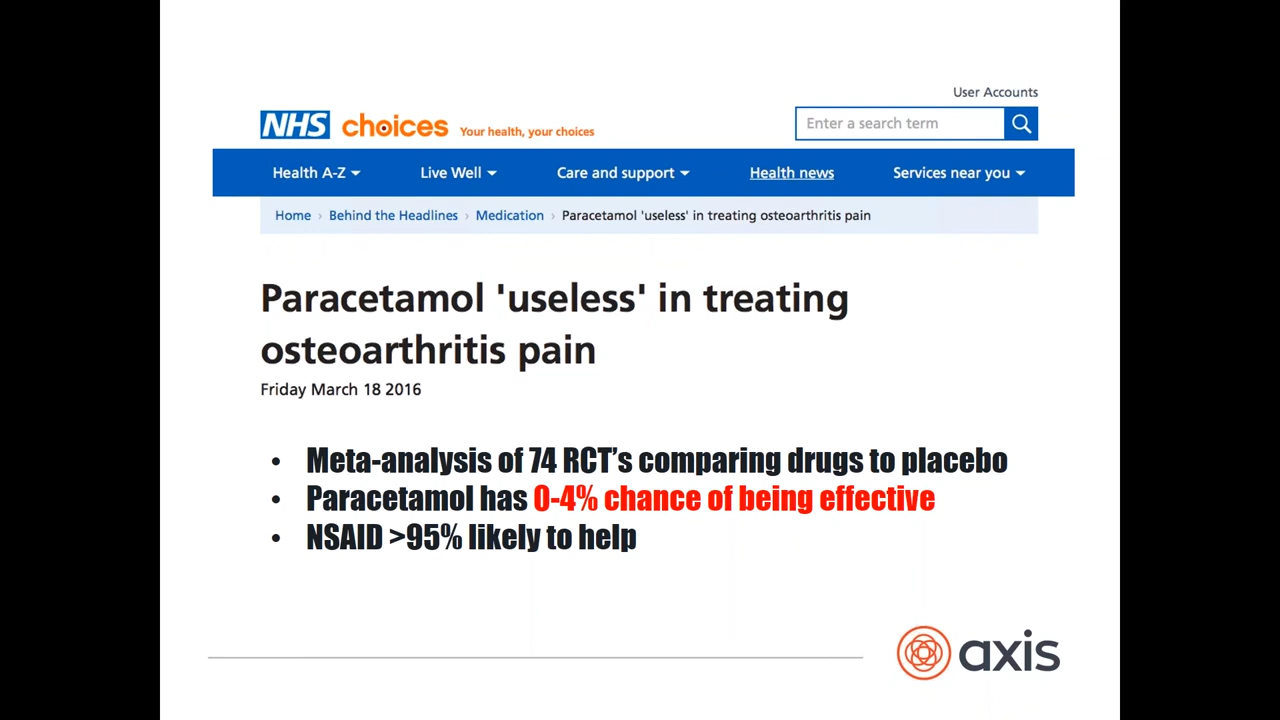 User Accounts
NHS choices Your health, your choices
Enter a search term
Health A-Z Live Well Care and support Health news Services near you
Home › Behind the Headlines › Medication › Paracetamol 'useless' in treating osteoarthritis pain
Paracetamol 'useless' in treating
osteoarthritis pain
Friday March 18 2016
• Meta-analysis of 74 RCT's comparing drugs to placebo
• Paracetamol has 0-4% chance of being effective
• NSAID >95% likely to help
axis